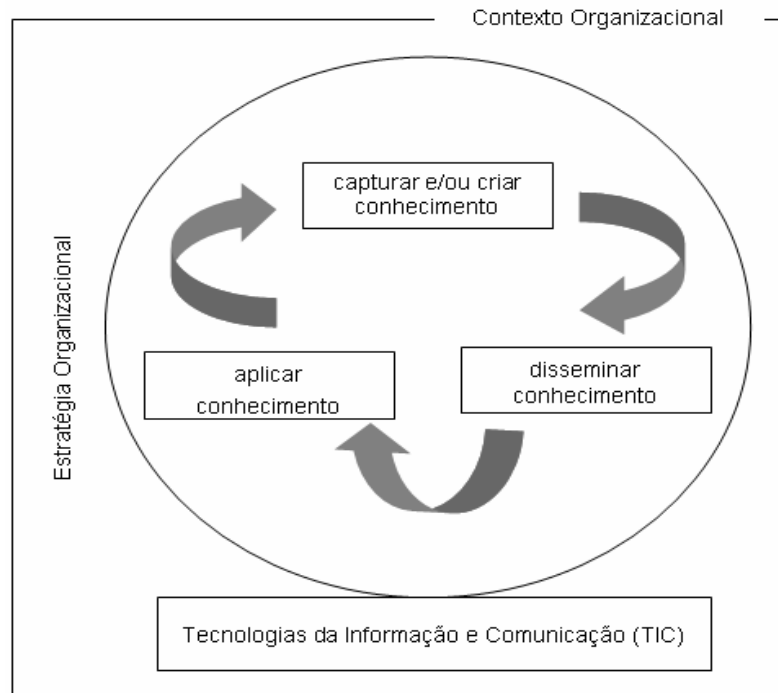 Contexto Organizacional
capturar e/ou criar
conhecimento
Estratégia Organizacional
aplicar
conhecimento
disseminar
conhecimento
Tecnologias da Informação e Comunicação (TIC)